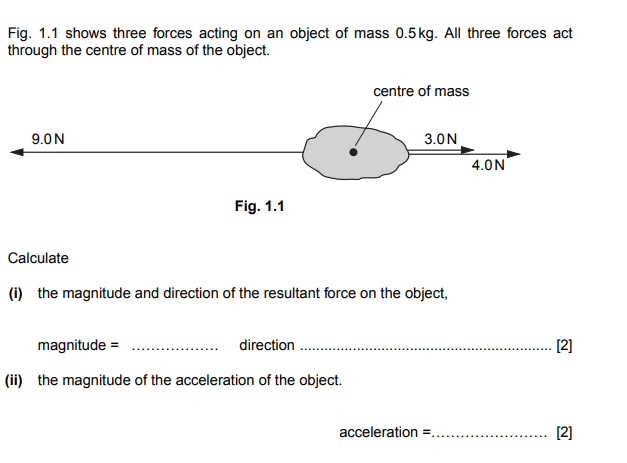 Fig. 1.1 shows three forces acting on an object of mass 0.5 kg. All three forces act
through the centre of mass of the object.
centre of mass
9.0 N
3.0 N
4.0 N
Fig. 1.1
Calculate
(i) the magnitude and direction of the resultant force on the object,
magnitude = .................. direction ................................................................ [2]
(ii) the magnitude of the acceleration of the object.
acceleration =........................ [2]